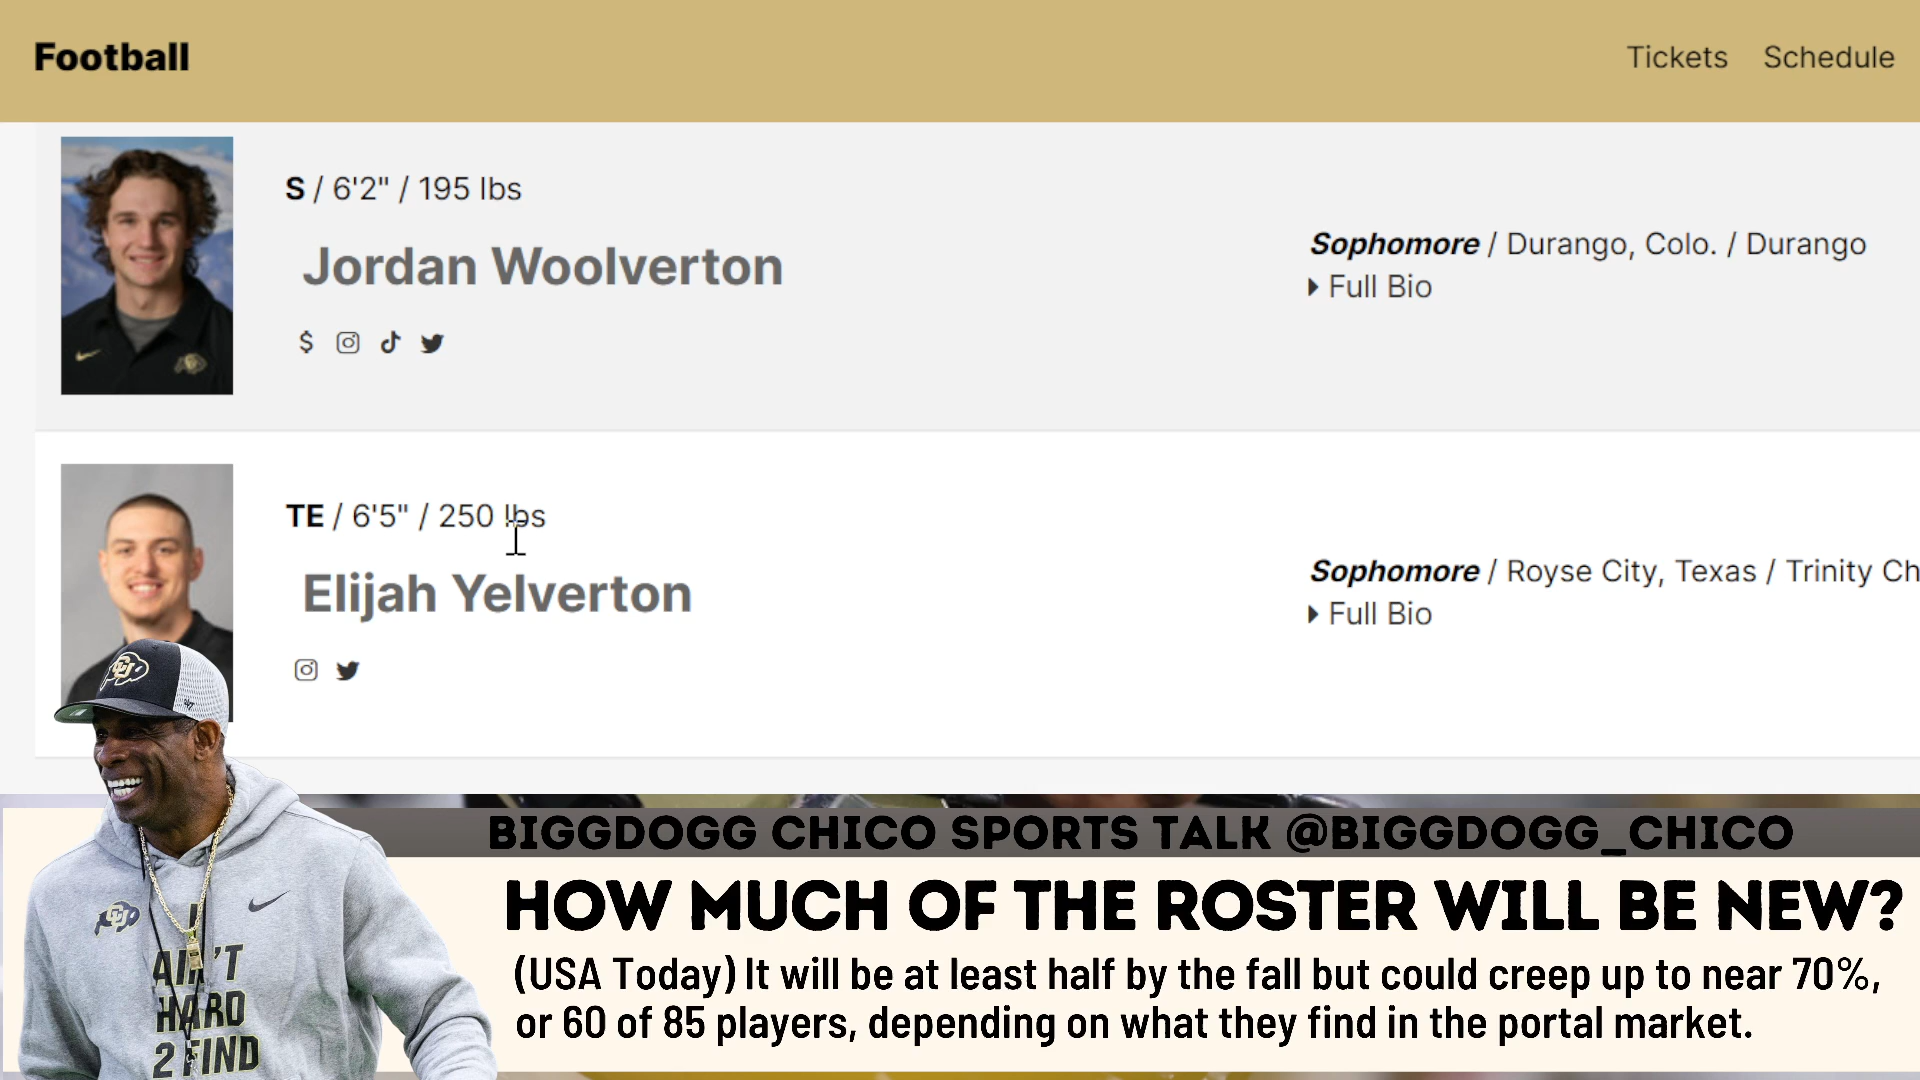 Football
Tickets Schedule
S / 6'2" / 195 lbs
Jordan Woolverton
Sophomore / Durango, Colo. / Durango
Full Bio
TE / 6'5" / 250 lbs
Elijah Yelverton
Sophomore / Royse City, Texas / Trinity Ch
Full Bio
CU
'47
CU
I
AIN'T
HARD
2 FIND
BIGGDOGG CHICO SPORTS TALK @BIGGDOGG_CHICO
HOW MUCH OF THE ROSTER WILL BE NEW?
(USA Today) It will be at least half by the fall but could creep up to near 70%,
or 60 of 85 players, depending on what they find in the portal market.